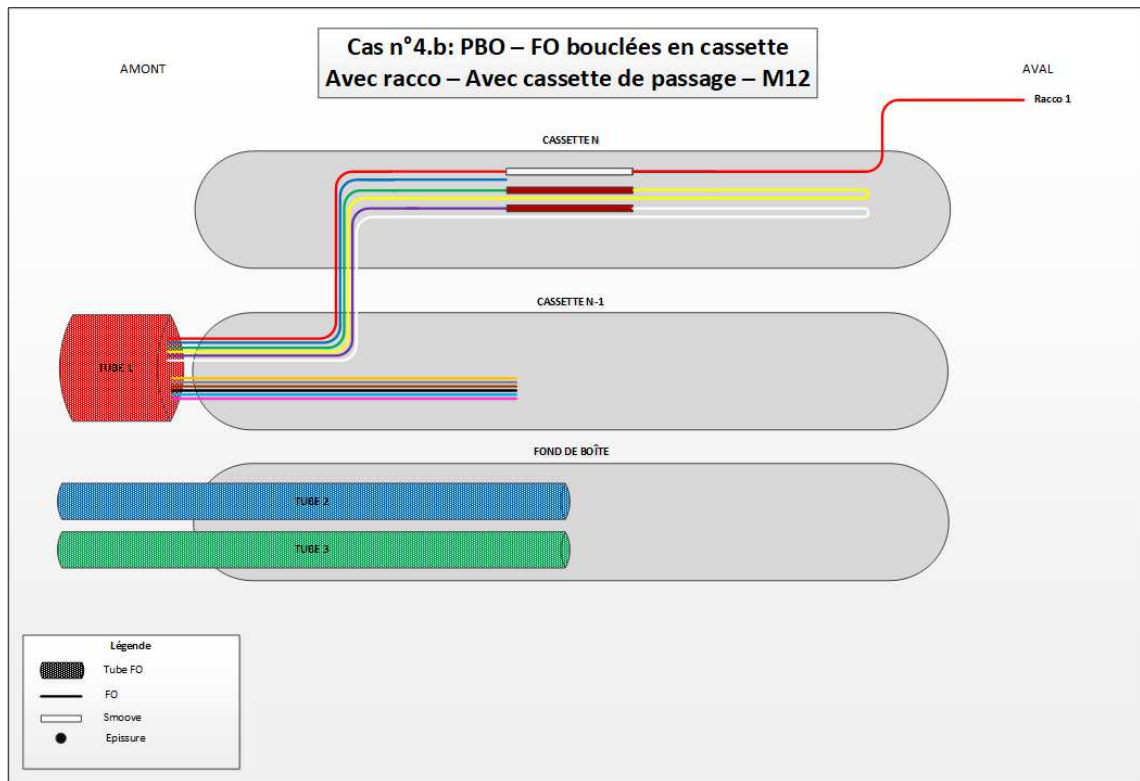 Cas n°4.b: PBO – FO bouclées en cassette
Avec racco – Avec cassette de passage – M12
AMONT
AVAL
Racco 1
CASSETTE N
CASSETTE N-1
TUBE 1
FOND DE BOÎTE
TUBE 2
TUBE 3
Légende
Tube FO
FO
Smoove
Epissure